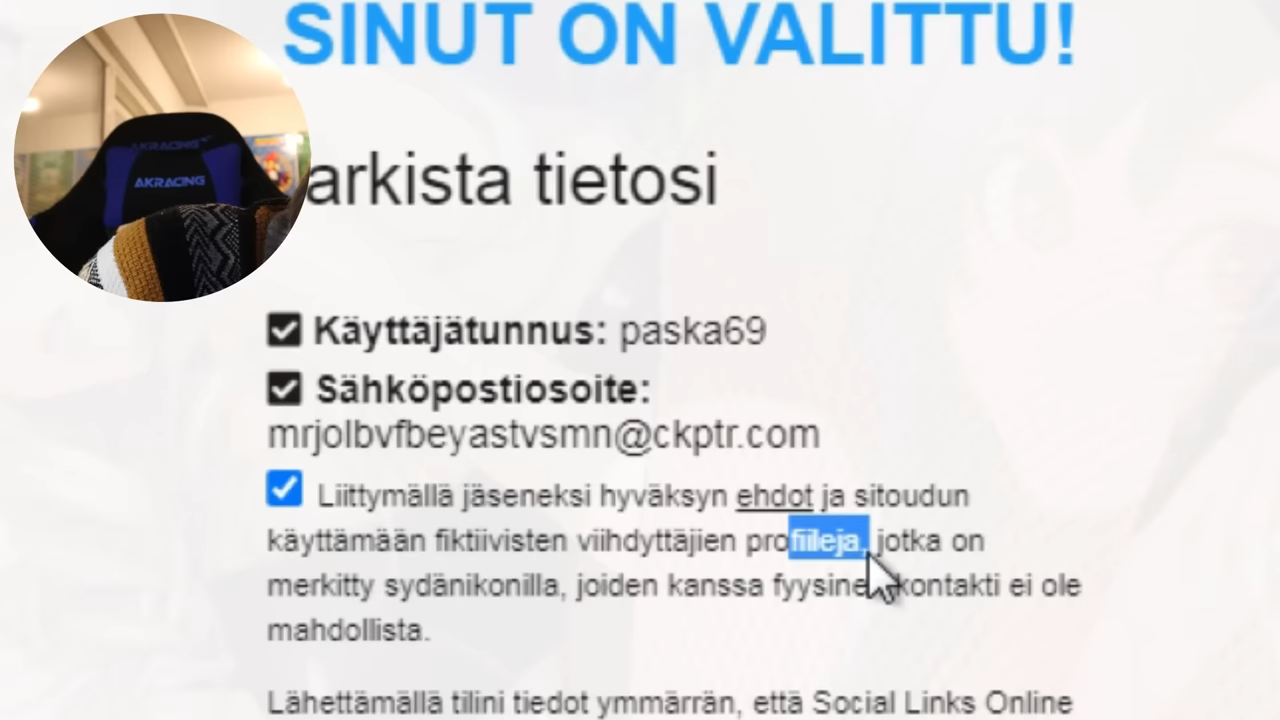 SINUT ON VALITTU!
AKRACING
AKRACING
arkista tietosi
Käyttäjätunnus: paska69
Sähköpostiosoite:
mrjolbvfbeyastvsmn@ckptr.com
Liittymällä jäseneksi hyväksyn ehdot ja sitoudun
käyttämään fiktiivisten viihdyttäjien profiileja, jotka on
merkitty sydänikonilla, joiden kanssa fyysinen kontakti ei ole
mahdollista.
Lähettämällä tilini tiedot ymmärrän, että Social Links Online